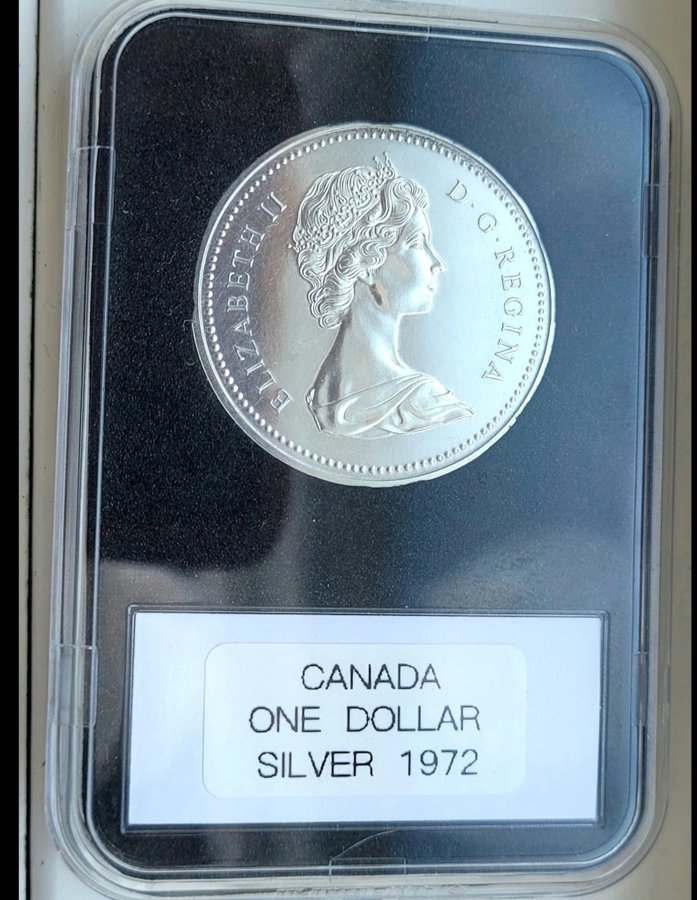 ELIZABETH II
D·G·REGINA
CANADA
ONE DOLLAR
SILVER 1972